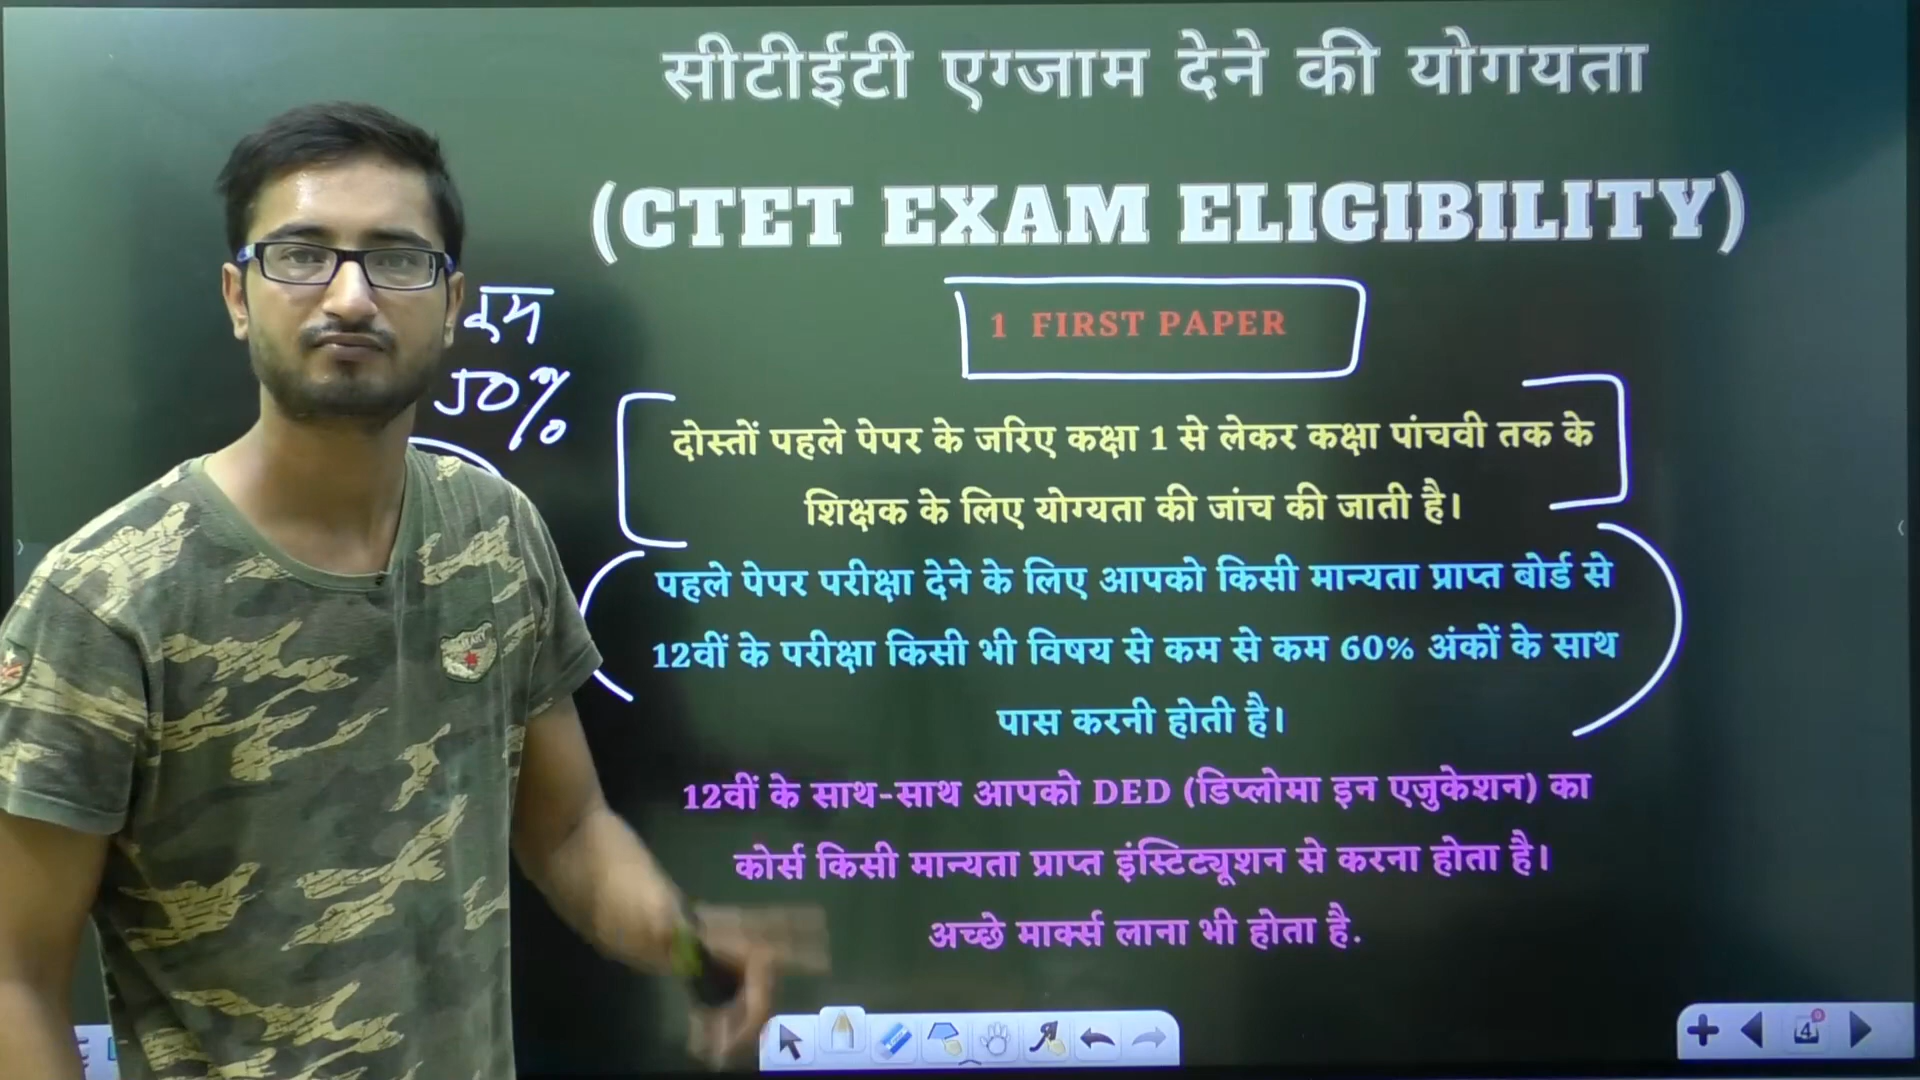 सीटीईटी एग्जाम देने की योगयता
(CTET EXAM ELIGIBILITY)
1 FIRST PAPER
50%
दोस्तों पहले पेपर के जरिए कक्षा 1 से लेकर कक्षा पांचवी तक के
शिक्षक के लिए योग्यता की जांच की जाती है।
पहले पेपर परीक्षा देने के लिए आपको किसी मान्यता प्राप्त बोर्ड से
12वीं के परीक्षा किसी भी विषय से कम से कम 60% अंकों के साथ
पास करनी होती है।
12वीं के साथ-साथ आपको DED (डिप्लोमा इन एजुकेशन) का
कोर्स किसी मान्यता प्राप्त इंस्टिट्यूशन से करना होता है।
अच्छे मार्क्स लाना भी होता है.
4